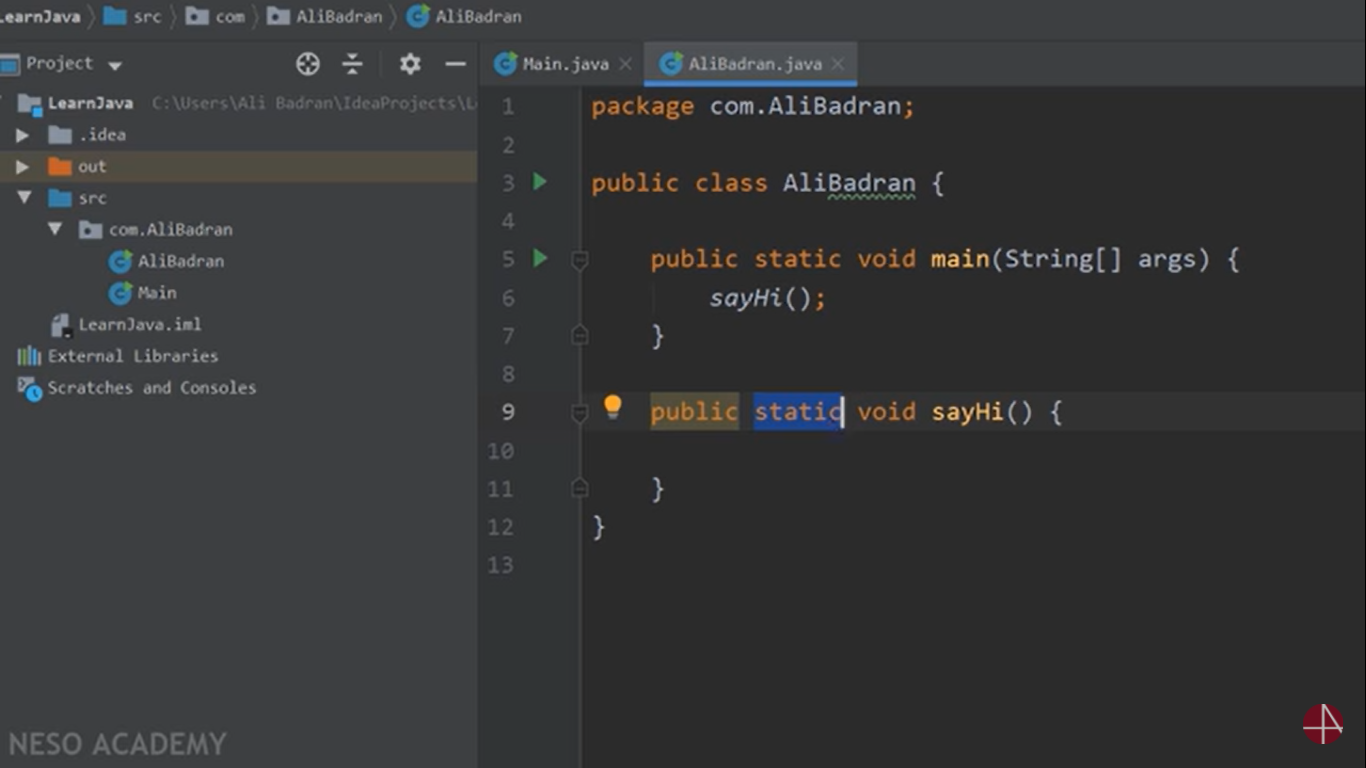 LearnJava src com AliBadran AliBadran
Project
Main.java AliBadran.java
LearnJava C:\Users\Ali Badran\IdeaProjects\L
.idea
out
src
com.AliBadran
AliBadran
Main
LearnJava.iml
External Libraries
Scratches and Consoles
1 package com.AliBadran;
2
3 public class AliBadran {
4
5 public static void main(String[] args) {
6 sayHi();
7 }
8
9 public static void sayHi() {
10
11 }
12 }
13
NESO ACADEMY